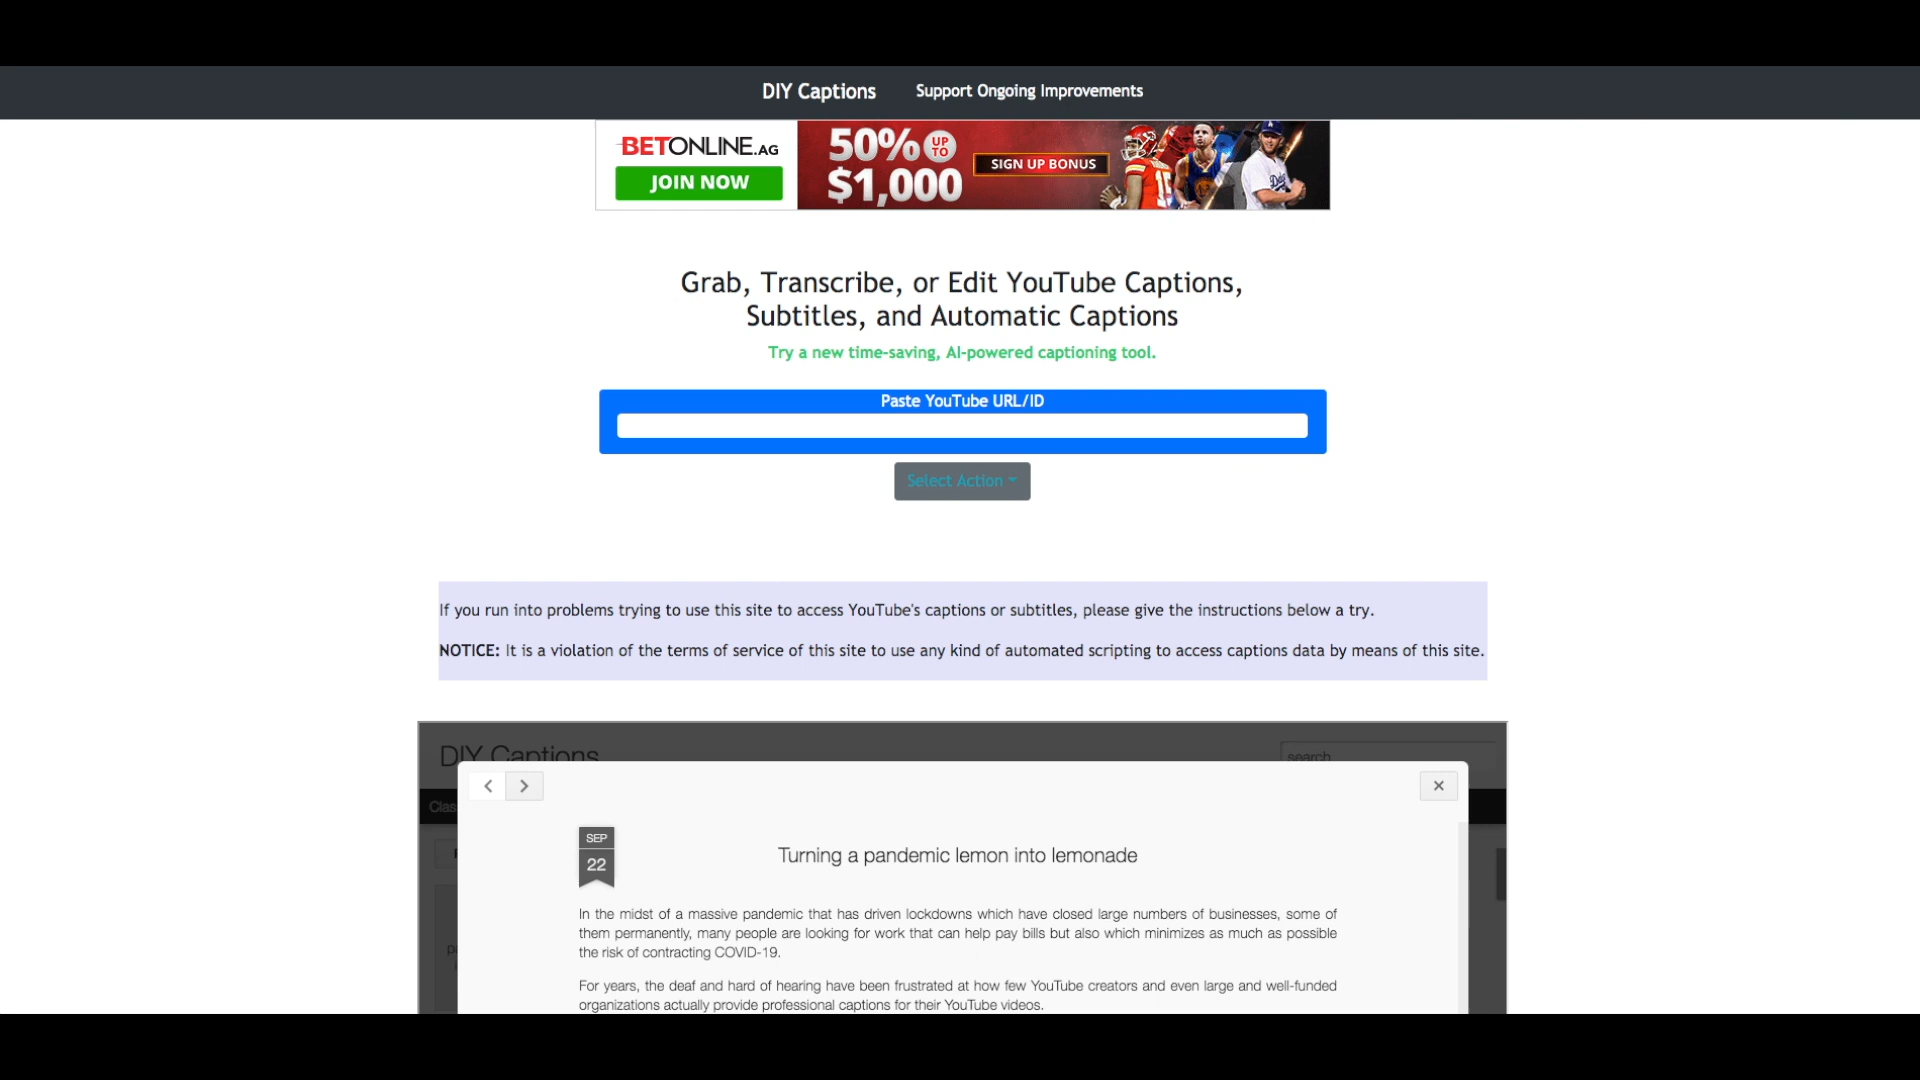 DIY Captions Support Ongoing Improvements
BETONLINE.AG
JOIN NOW
50% UP TO
$1,000
SIGN UP BONUS
Grab, Transcribe, or Edit YouTube Captions,
Subtitles, and Automatic Captions
Try a new time-saving, AI-powered captioning tool.
Paste YouTube URL/ID
Select Action
If you run into problems trying to use this site to access YouTube's captions or subtitles, please give the instructions below a try.
NOTICE: It is a violation of the terms of service of this site to use any kind of automated scripting to access captions data by means of this site.
DIY Captions
search
Clas
SEP
22
Turning a pandemic lemon into lemonade
In the midst of a massive pandemic that has driven lockdowns which have closed large numbers of businesses, some of
them permanently, many people are looking for work that can help pay bills but also which minimizes as much as possible
the risk of contracting COVID-19.
For years, the deaf and hard of hearing have been frustrated at how few YouTube creators and even large and well-funded
organizations actually provide professional captions for their YouTube videos.